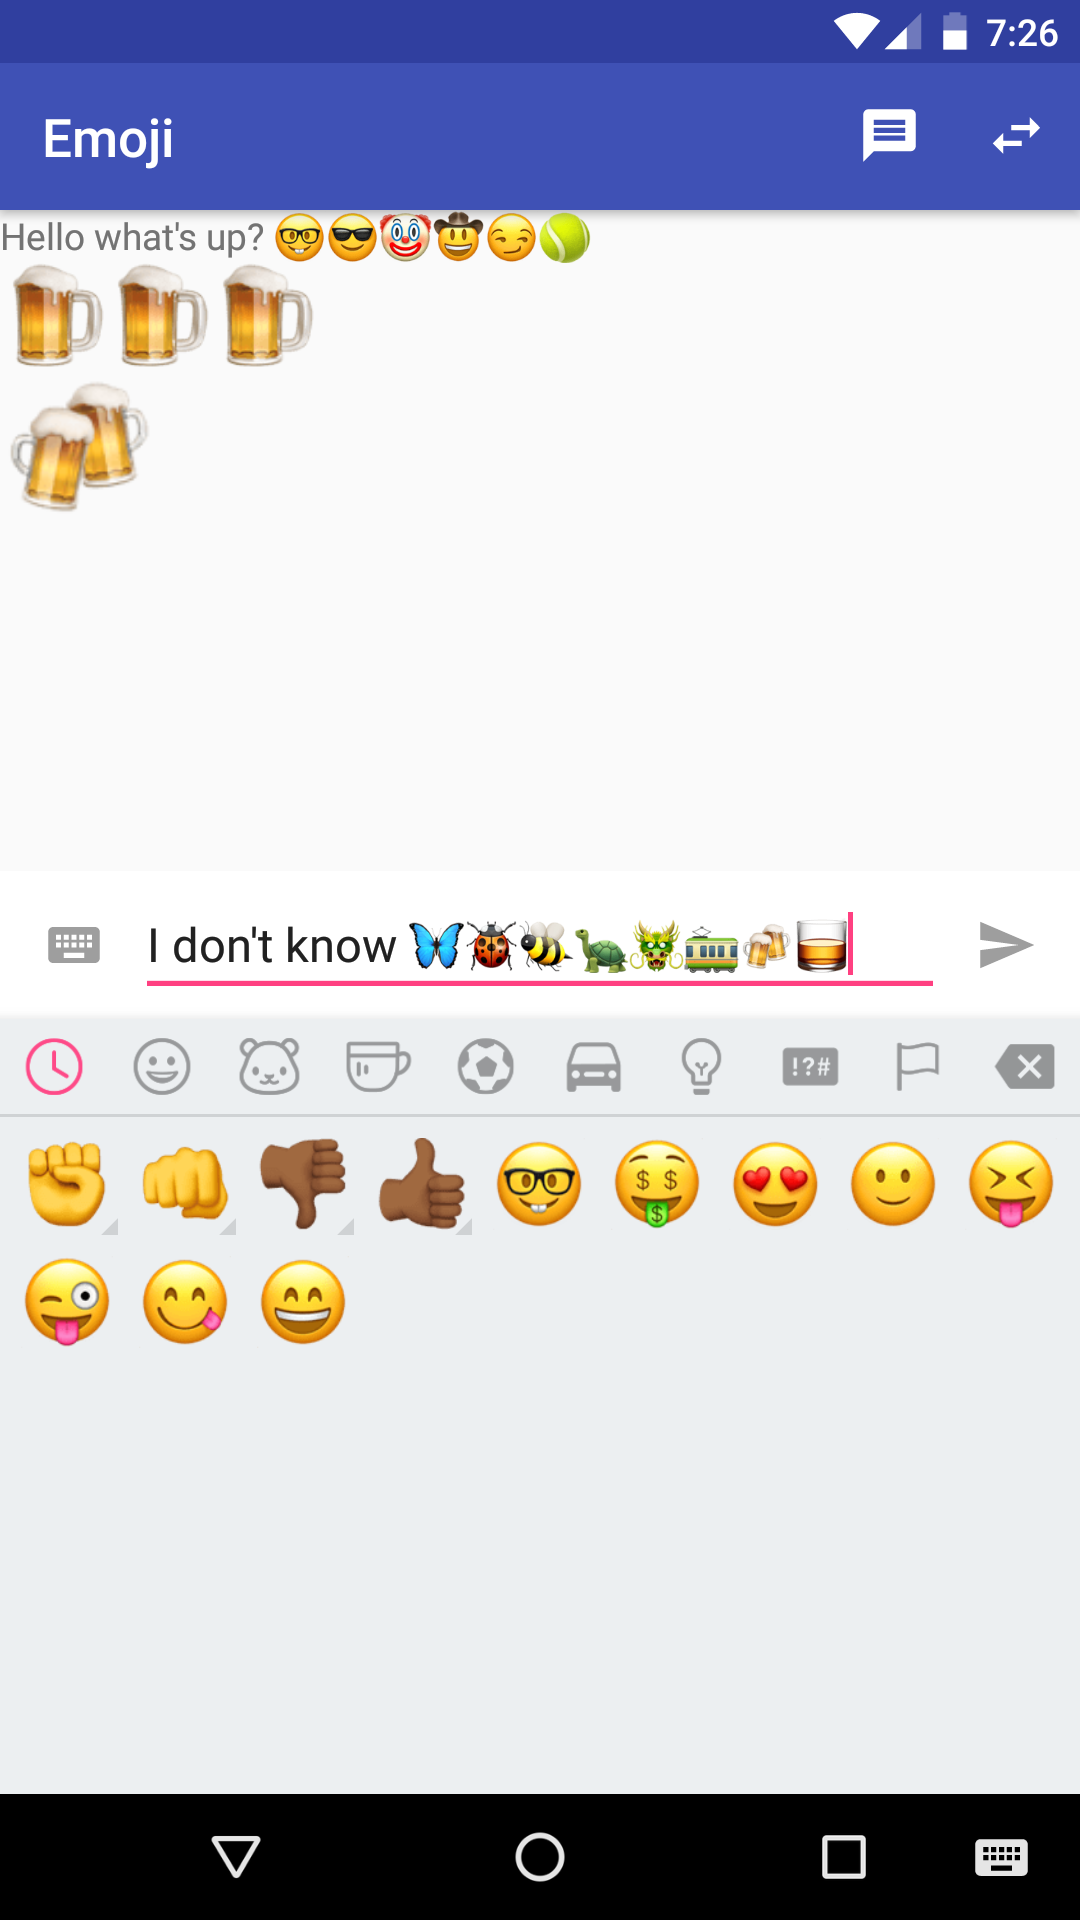 7:26
Emoji
Hello what's up? 🤓😎🤡🤠😏🎾
🍺🍺🍺
🍻
I don't know 🦋🐞🐝🐢🐲🚋🍻🥃
!?#